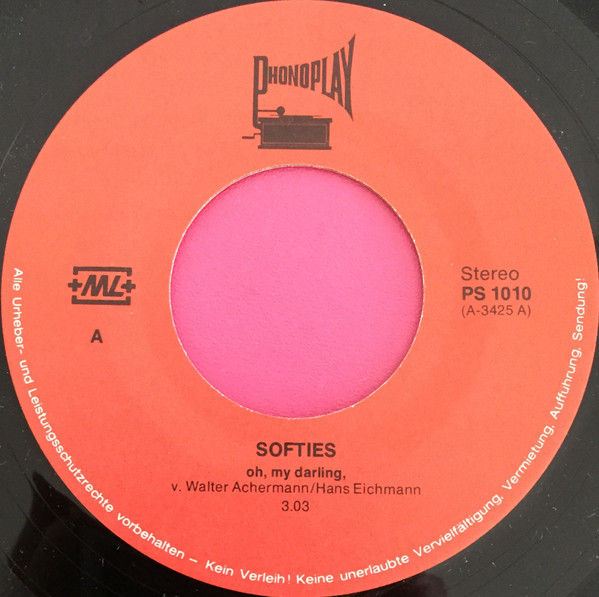 PHONOPLAY
+ML+
A
Stereo
PS 1010
(A-3425 A)
SOFTIES
oh, my darling,
v. Walter Achermann/Hans Eichmann
3.03
Alle Urheber- und Leistungsschutzrechte vorbehalten – Kein Verleih! Keine unerlaubte Vervielfältigung, Vermietung, Aufführung, Sendung!